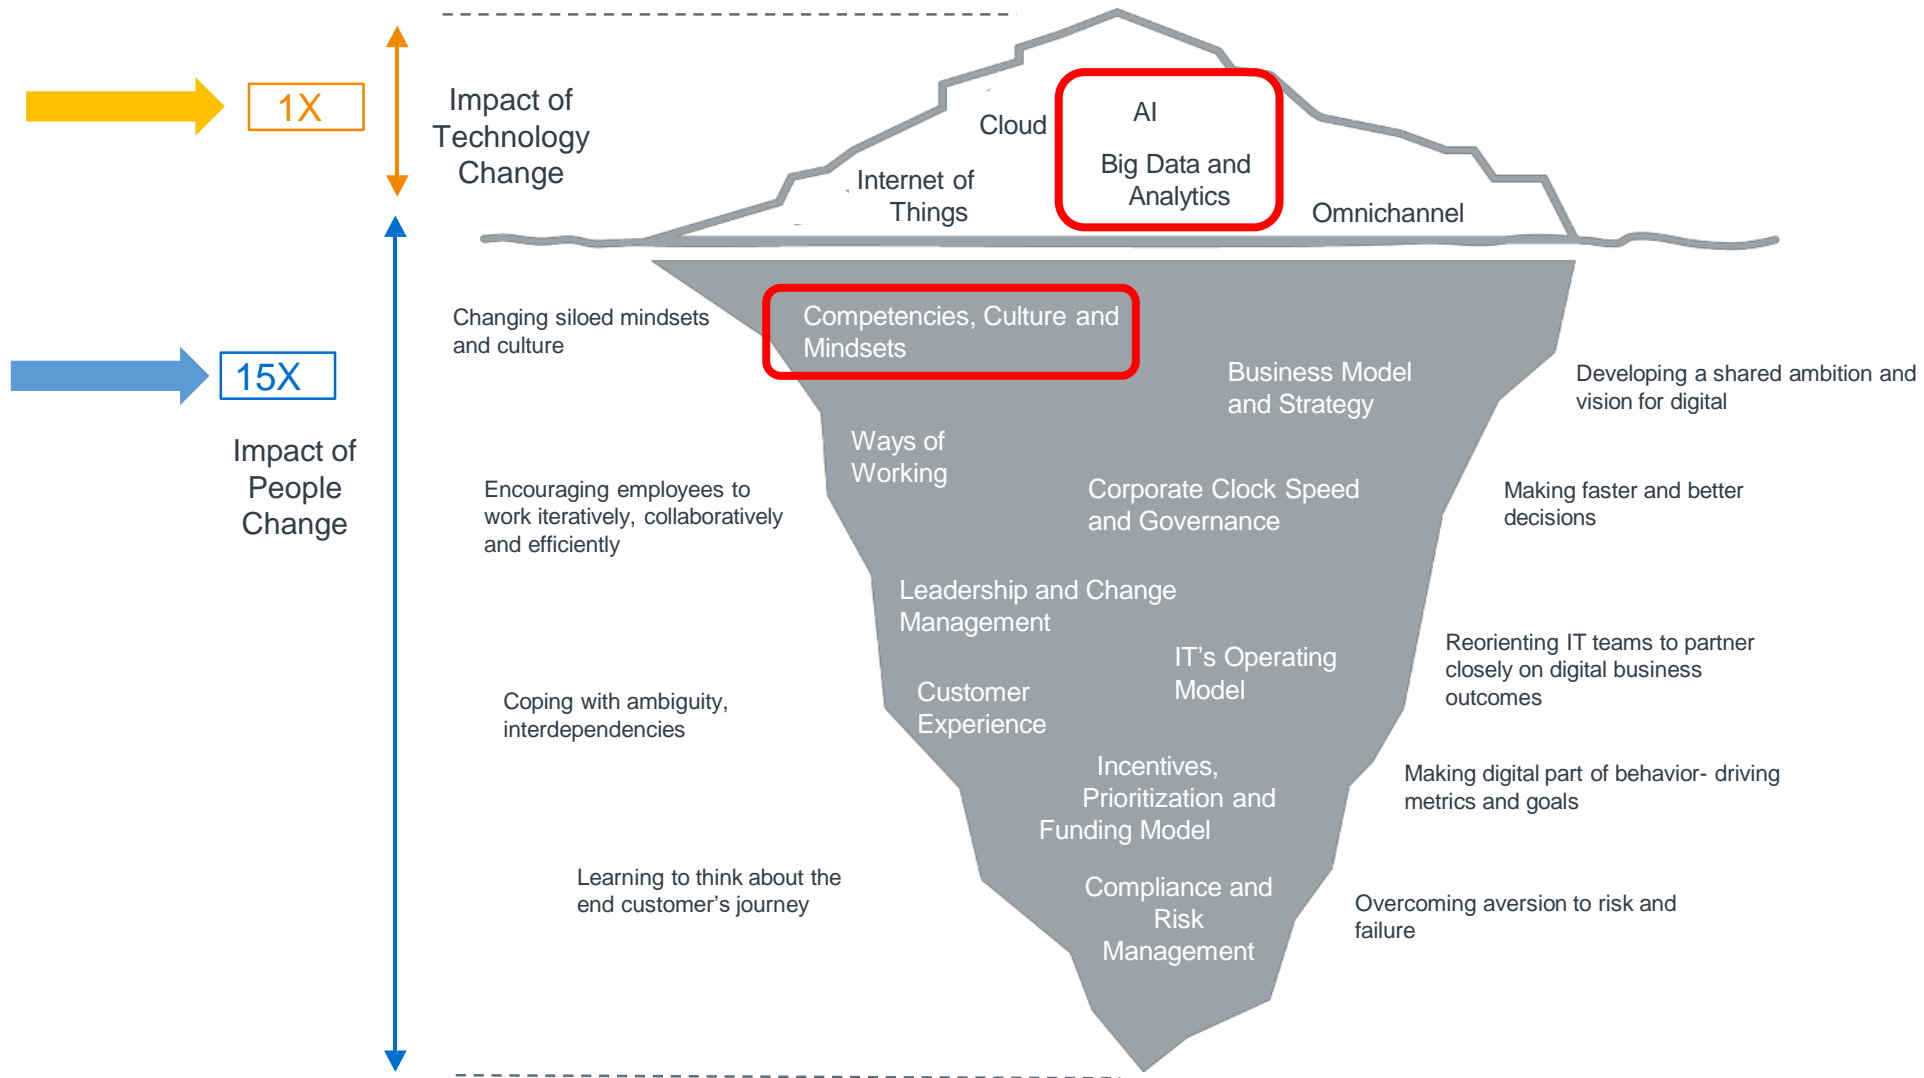 1X
Impact of
Technology
Change
Cloud
AI
Big Data and
Analytics
Internet of
Things
Omnichannel
Changing siloed mindsets
and culture
Competencies, Culture and
Mindsets
15X
Impact of
People
Change
Business Model
and Strategy
Developing a shared ambition and
vision for digital
Ways of
Working
Encouraging employees to
work iteratively, collaboratively
and efficiently
Corporate Clock Speed
and Governance
Making faster and better
decisions
Leadership and Change
Management
IT’s Operating
Model
Reorienting IT teams to partner
closely on digital business
outcomes
Coping with ambiguity,
interdependencies
Customer
Experience
Incentives,
Prioritization and
Funding Model
Making digital part of behavior- driving
metrics and goals
Learning to think about the
end customer’s journey
Compliance and
Risk
Management
Overcoming aversion to risk and
failure